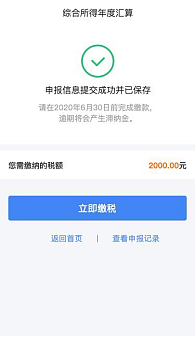 综合所得年度汇算
申报信息提交成功并已保存
请在2020年6月30日前完成缴款,
逾期将会产生滞纳金。
您需缴纳的税额 2000.00元
立即缴税
返回首页 | 查看申报记录